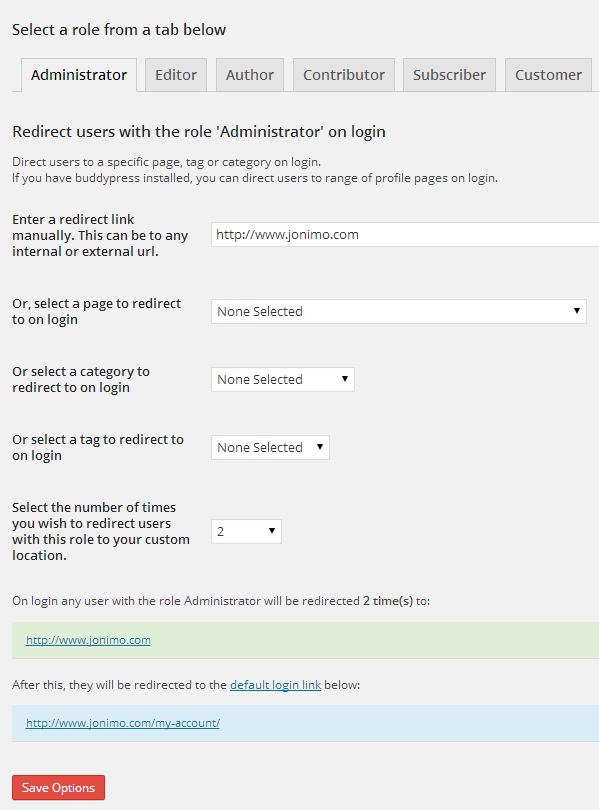 Select a role from a tab below
Administrator Editor Author Contributor Subscriber Customer
Redirect users with the role 'Administrator' on login
Direct users to a specific page, tag or category on login.
If you have buddypress installed, you can direct users to range of profile pages on login.
Enter a redirect link
manually. This can be to any
internal or external url.
http://www.jonimo.com
Or, select a page to redirect
to on login
None Selected
Or select a category to
redirect to on login
None Selected
Or select a tag to redirect to
on login
None Selected
Select the number of times
you wish to redirect users
with this role to your custom
location.
2
On login any user with the role Administrator will be redirected 2 time(s) to:
http://www.jonimo.com
After this, they will be redirected to the default login link below:
http://www.jonimo.com/my-account/
Save Options